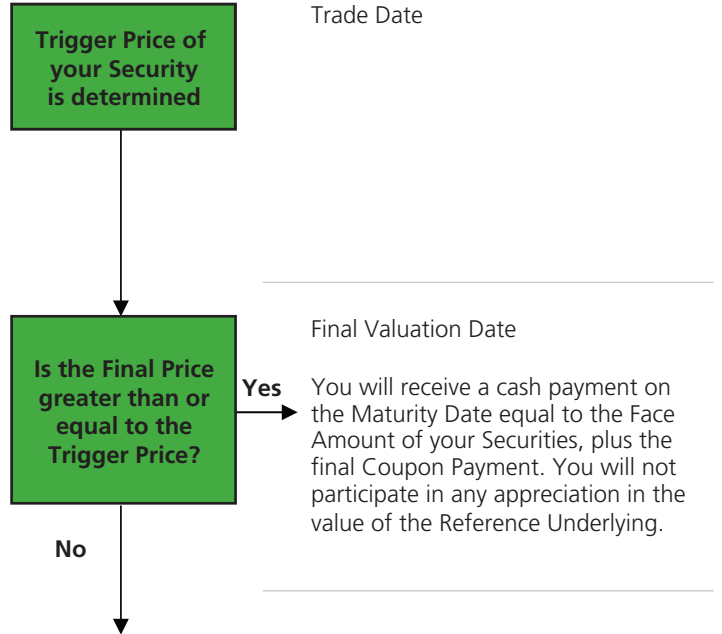 Trade Date
Trigger Price of
your Security
is determined
Final Valuation Date
Is the Final Price
greater than or
equal to the
Trigger Price?
Yes
You will receive a cash payment on
the Maturity Date equal to the Face
Amount of your Securities, plus the
final Coupon Payment. You will not
participate in any appreciation in the
value of the Reference Underlying.
No